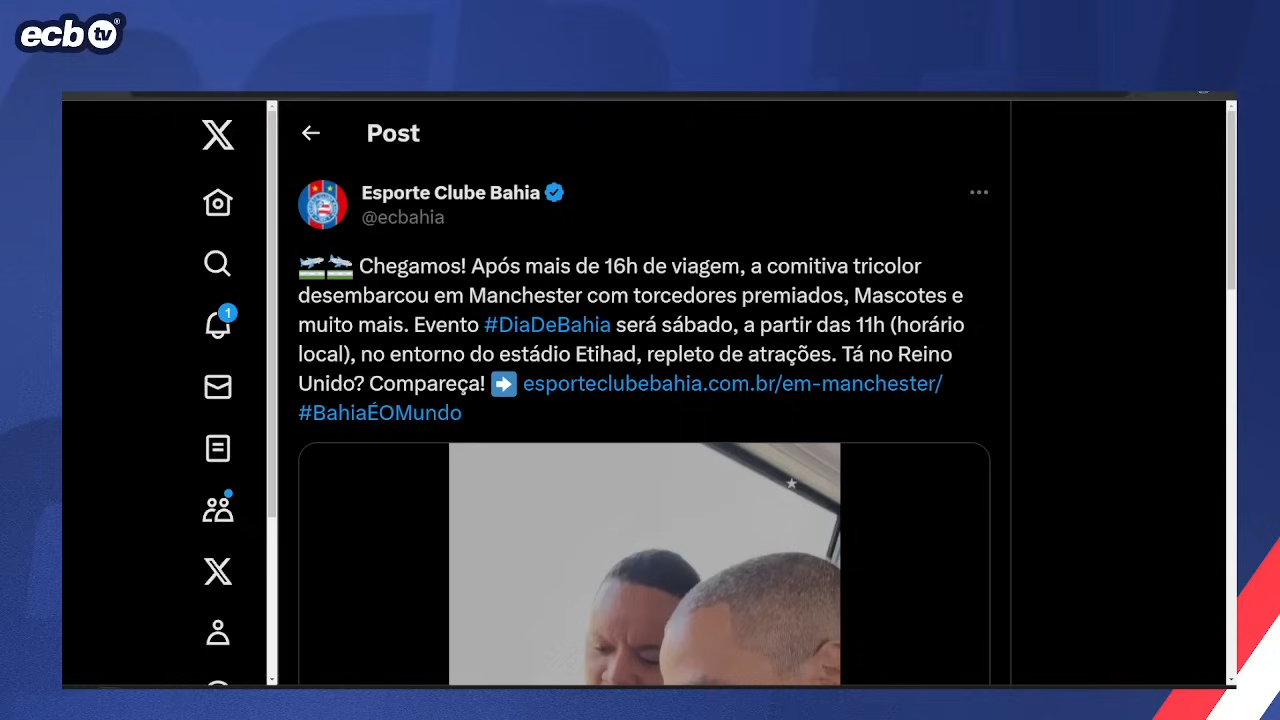 ecb tv
Post
Esporte Clube Bahia
@ecbahia
Chegamos! Após mais de 16h de viagem, a comitiva tricolor
desembarcou em Manchester com torcedores premiados, Mascotes e
muito mais. Evento #DiaDeBahia será sábado, a partir das 11h (horário
local), no entorno do estádio Etihad, repleto de atrações. Tá no Reino
Unido? Compareça! ➡ esporteclubebahia.com.br/em-manchester/
#BahiaÉOMundo
1